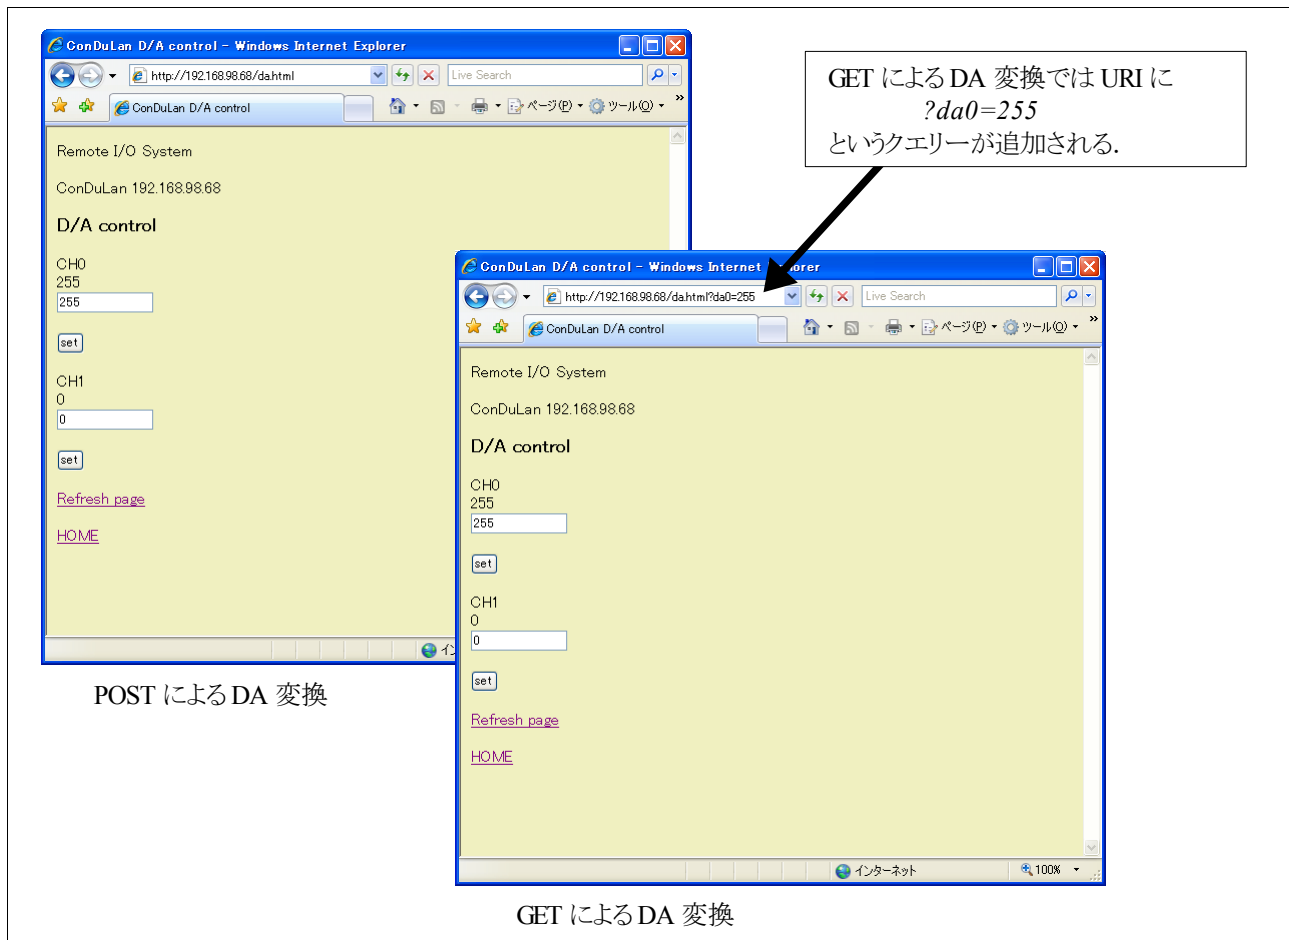 ConDuLan D/A control - Windows Internet Explorer
http://192.168.98.68/da.html
Live Search
ConDuLan D/A control
ページ(P)
ツール(O)
Remote I/O System
ConDuLan 192.168.98.68
D/A control
CH0
255
255
set
CH1
0
0
set
Refresh page
HOME
POST によるDA 変換
GET によるDA 変換では URI に
?da0=255
というクエリーが追加される.
ConDuLan D/A control - Windows Internet
http://192.168.98.68/da.html?da0=255
Live Search
ConDuLan D/A control
ページ(P)
ツール(O)
Remote I/O System
ConDuLan 192.168.98.68
D/A control
CH0
255
255
set
CH1
0
0
set
Refresh page
HOME
インターネット
100%
GET によるDA 変換